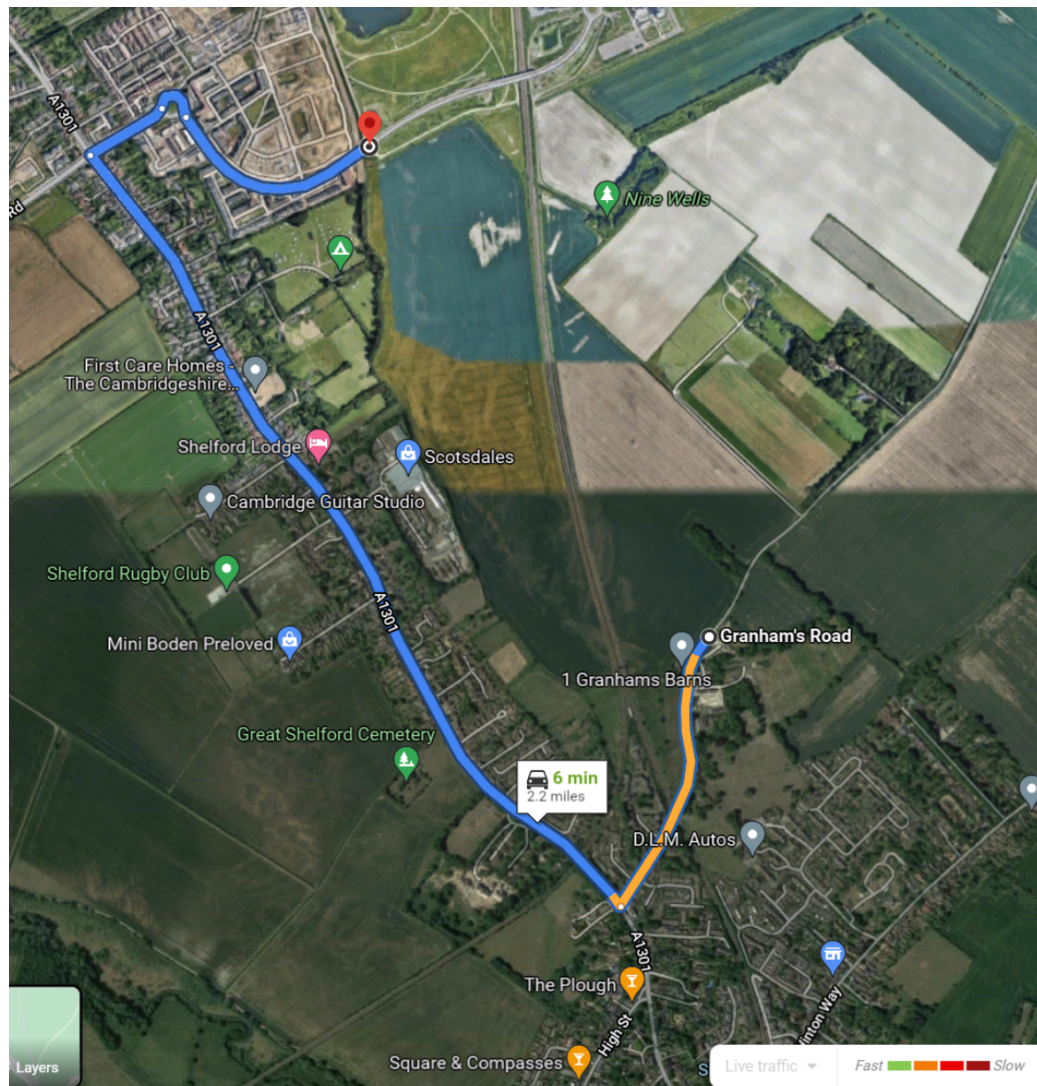 A1301
Rd
Nine Wells
A1301
First Care Homes -
The Cambridgeshire...
Shelford Lodge
Scotsdales
Cambridge Guitar Studio
Shelford Rugby Club
A1301
Mini Boden Preloved
Granham's Road
1 Granhams Barns
Great Shelford Cemetery
6 min
2.2 miles
D.L.M. Autos
A1301
The Plough
High St
Square & Compasses
inton Way
S
Layers
Live traffic
Fast
Slow